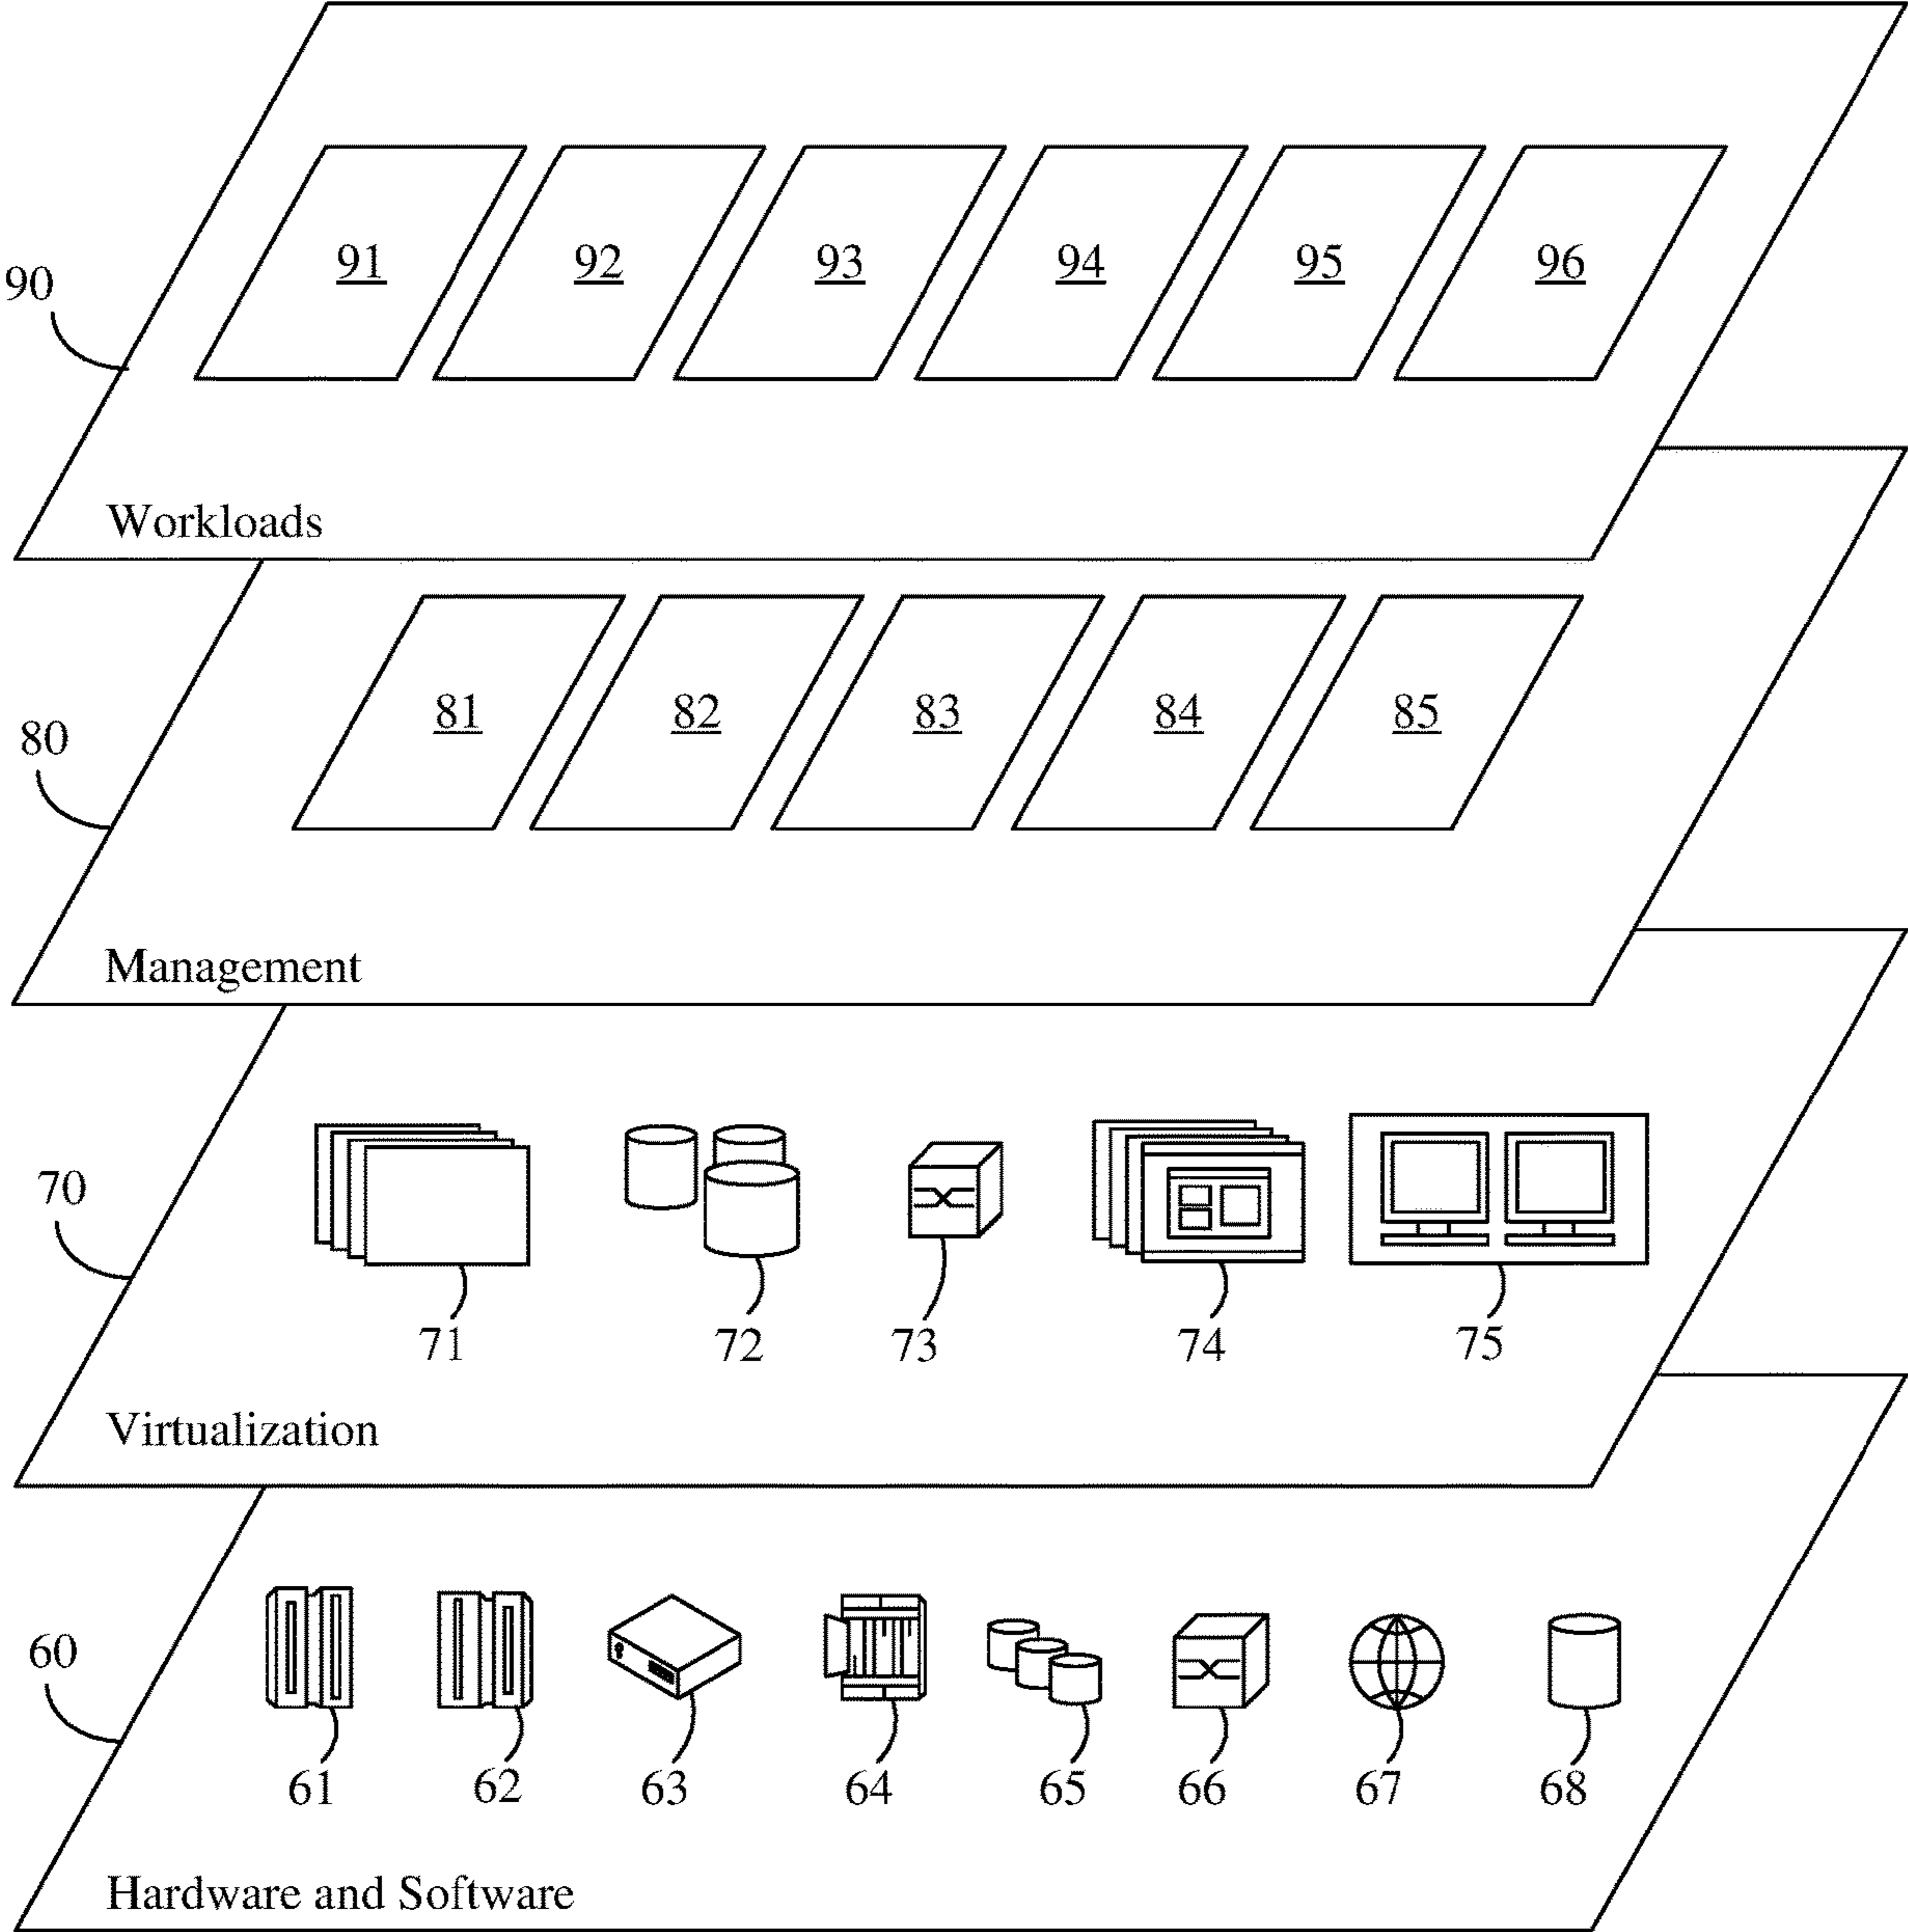 91 92 93 94 95 96
90
Workloads
81 82 83 84 85
80
Management
70
71 72 73 74 75
Virtualization
60
61 62 63 64 65 66 67 68
Hardware and Software